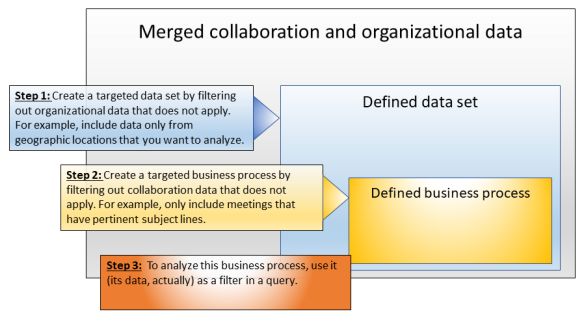 Merged collaboration and organizational data
Step 1: Create a targeted data set by filtering
out organizational data that does not apply.
For example, include data only from
geographic locations that you want to analyze.
Defined data set
Step 2: Create a targeted business process by
filtering out collaboration data that does not
apply. For example, only include meetings that
have pertinent subject lines.
Defined business process
Step 3: To analyze this business process, use it
(its data, actually) as a filter in a query.